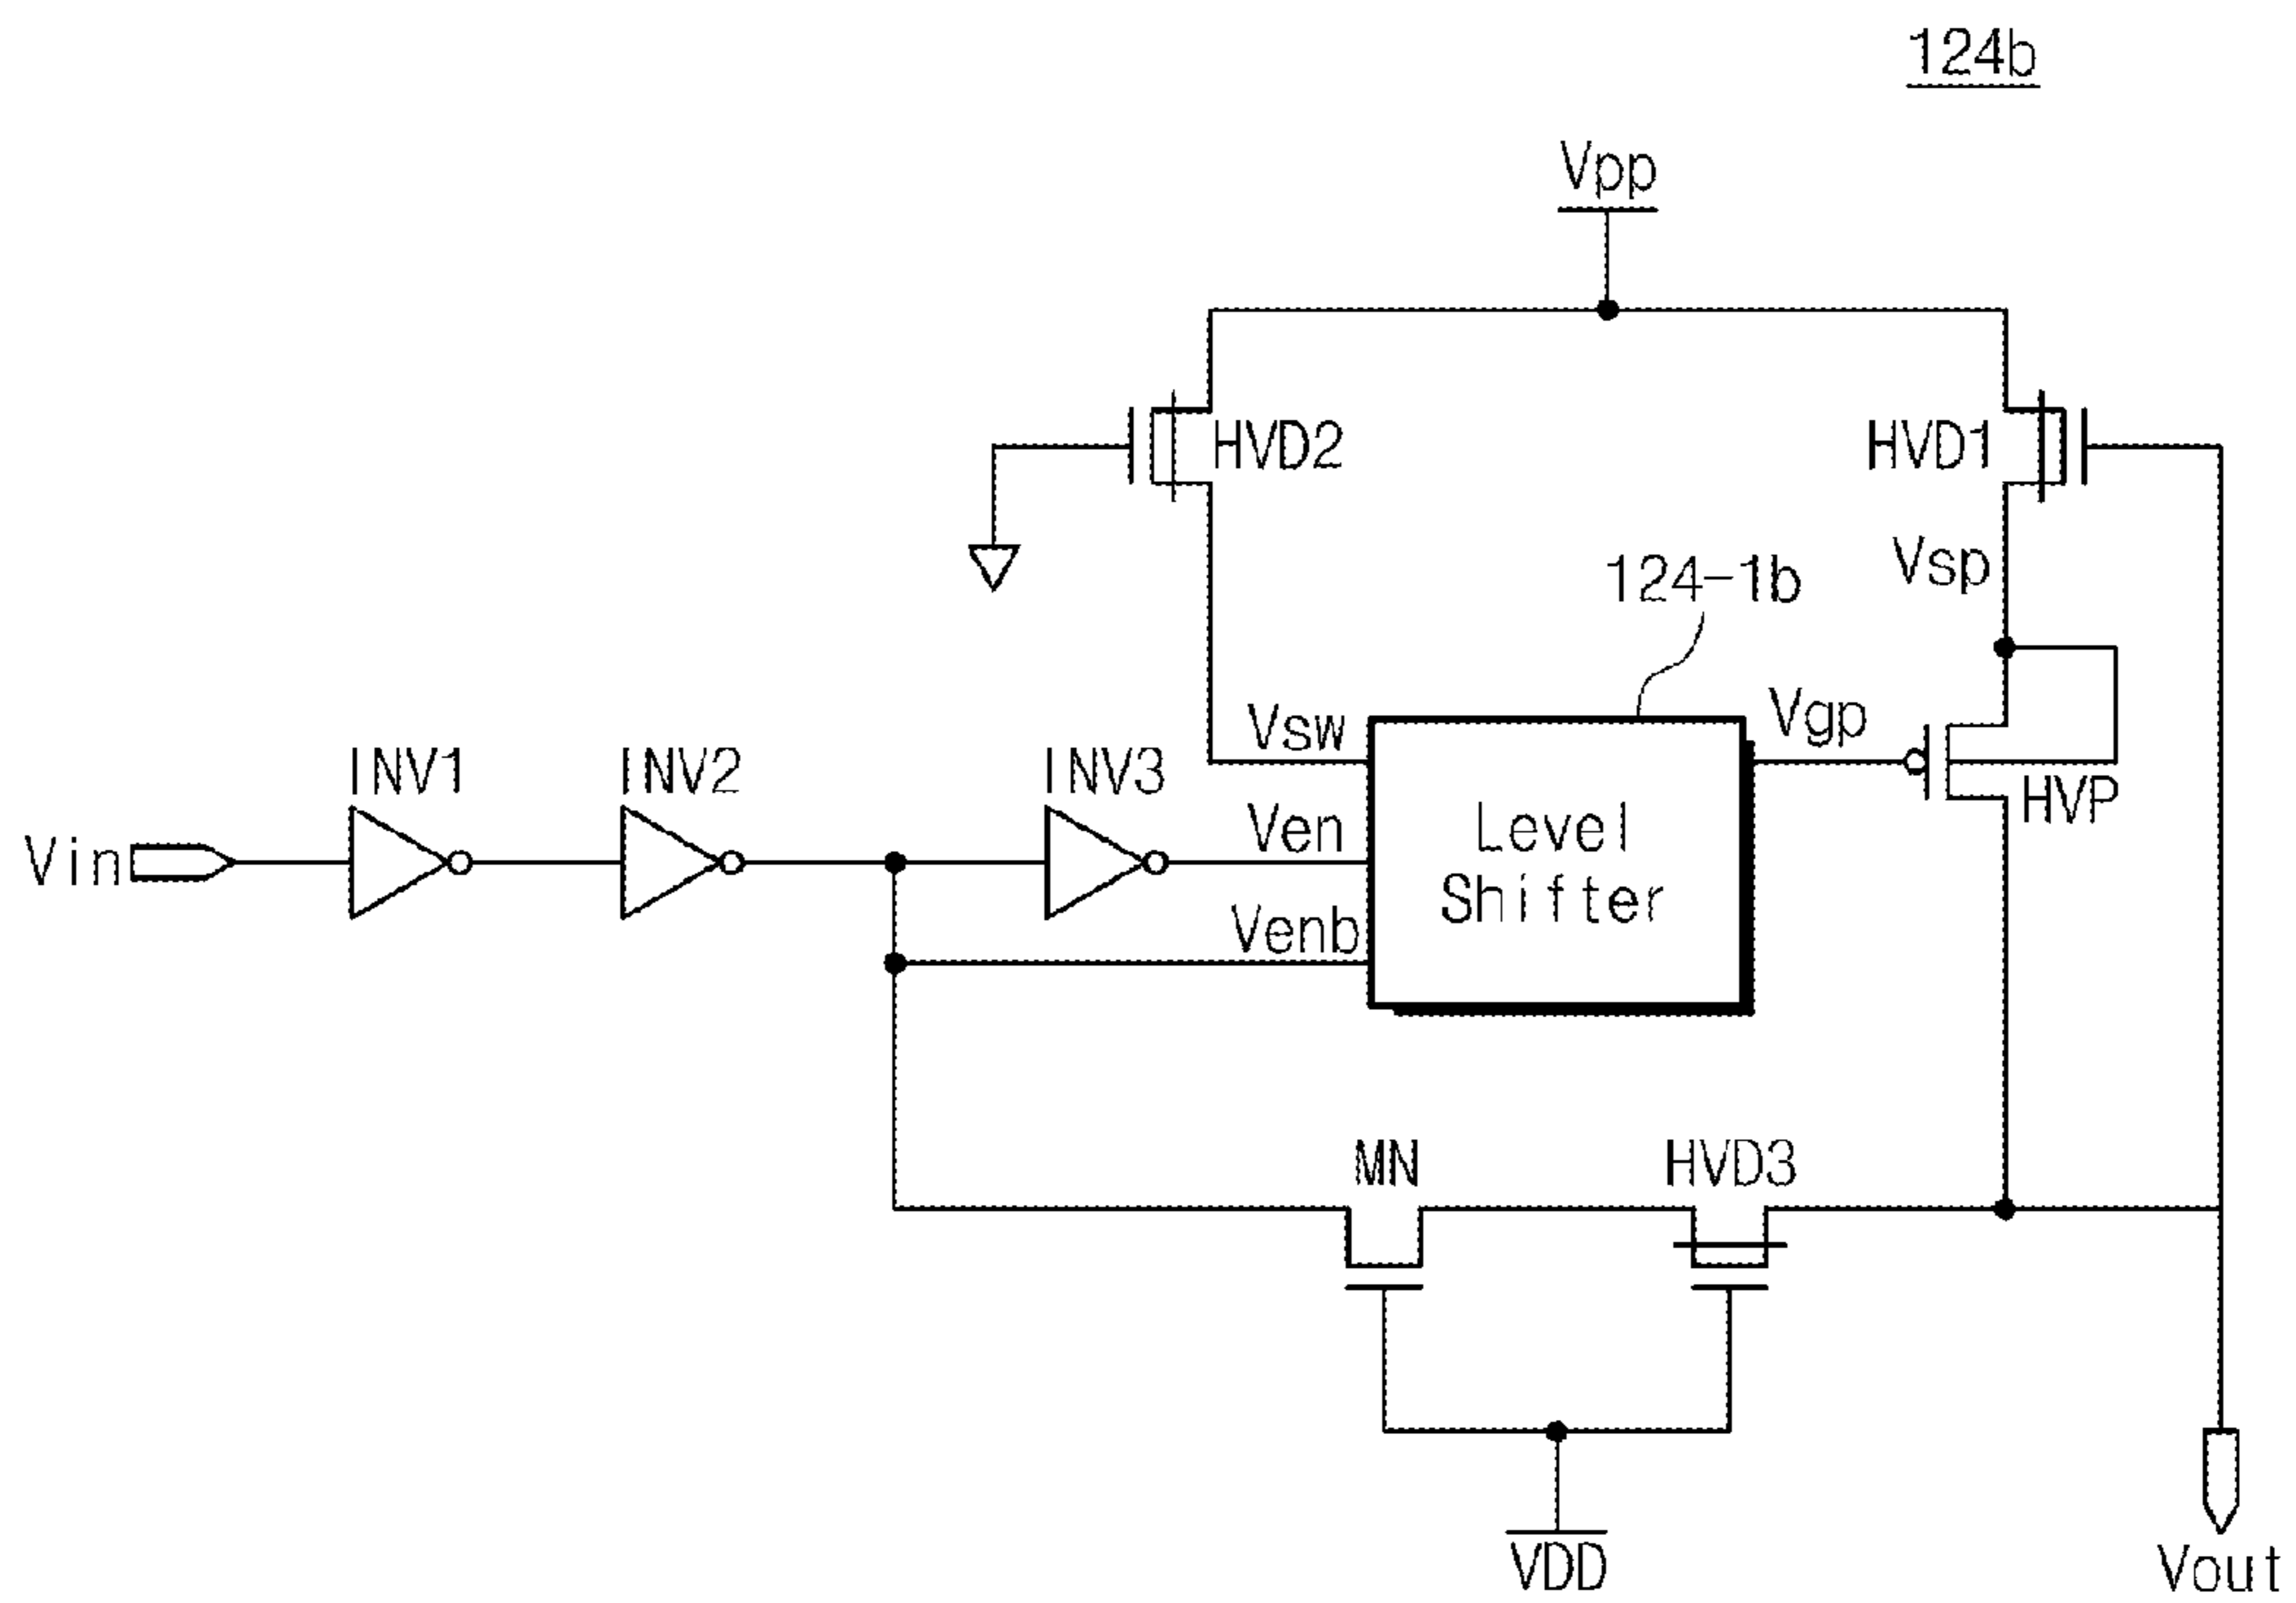 124b
Vpp
HVD2
HVD1
Vsp
124-1b
Vsw
Vgp
INV1
INV2
INV3
HVP
Vin
Ven
Level
Shifter
Venb
MN
HVD3
VDD
Vout